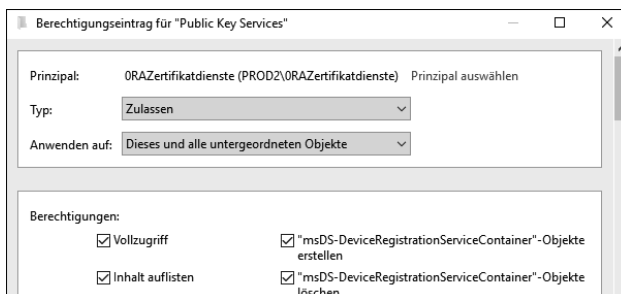 Berechtigungseintrag für "Public Key Services"
Prinzipal: 0RAZertifikatdienste (PROD2\0RAZertifikatdienste) Prinzipal auswählen
Typ: Zulassen
Anwenden auf: Dieses und alle untergeordneten Objekte
Berechtigungen:
Vollzugriff
"msDS-DeviceRegistrationServiceContainer"-Objekte
erstellen
Inhalt auflisten
"msDS-DeviceRegistrationServiceContainer"-Objekte
löschen